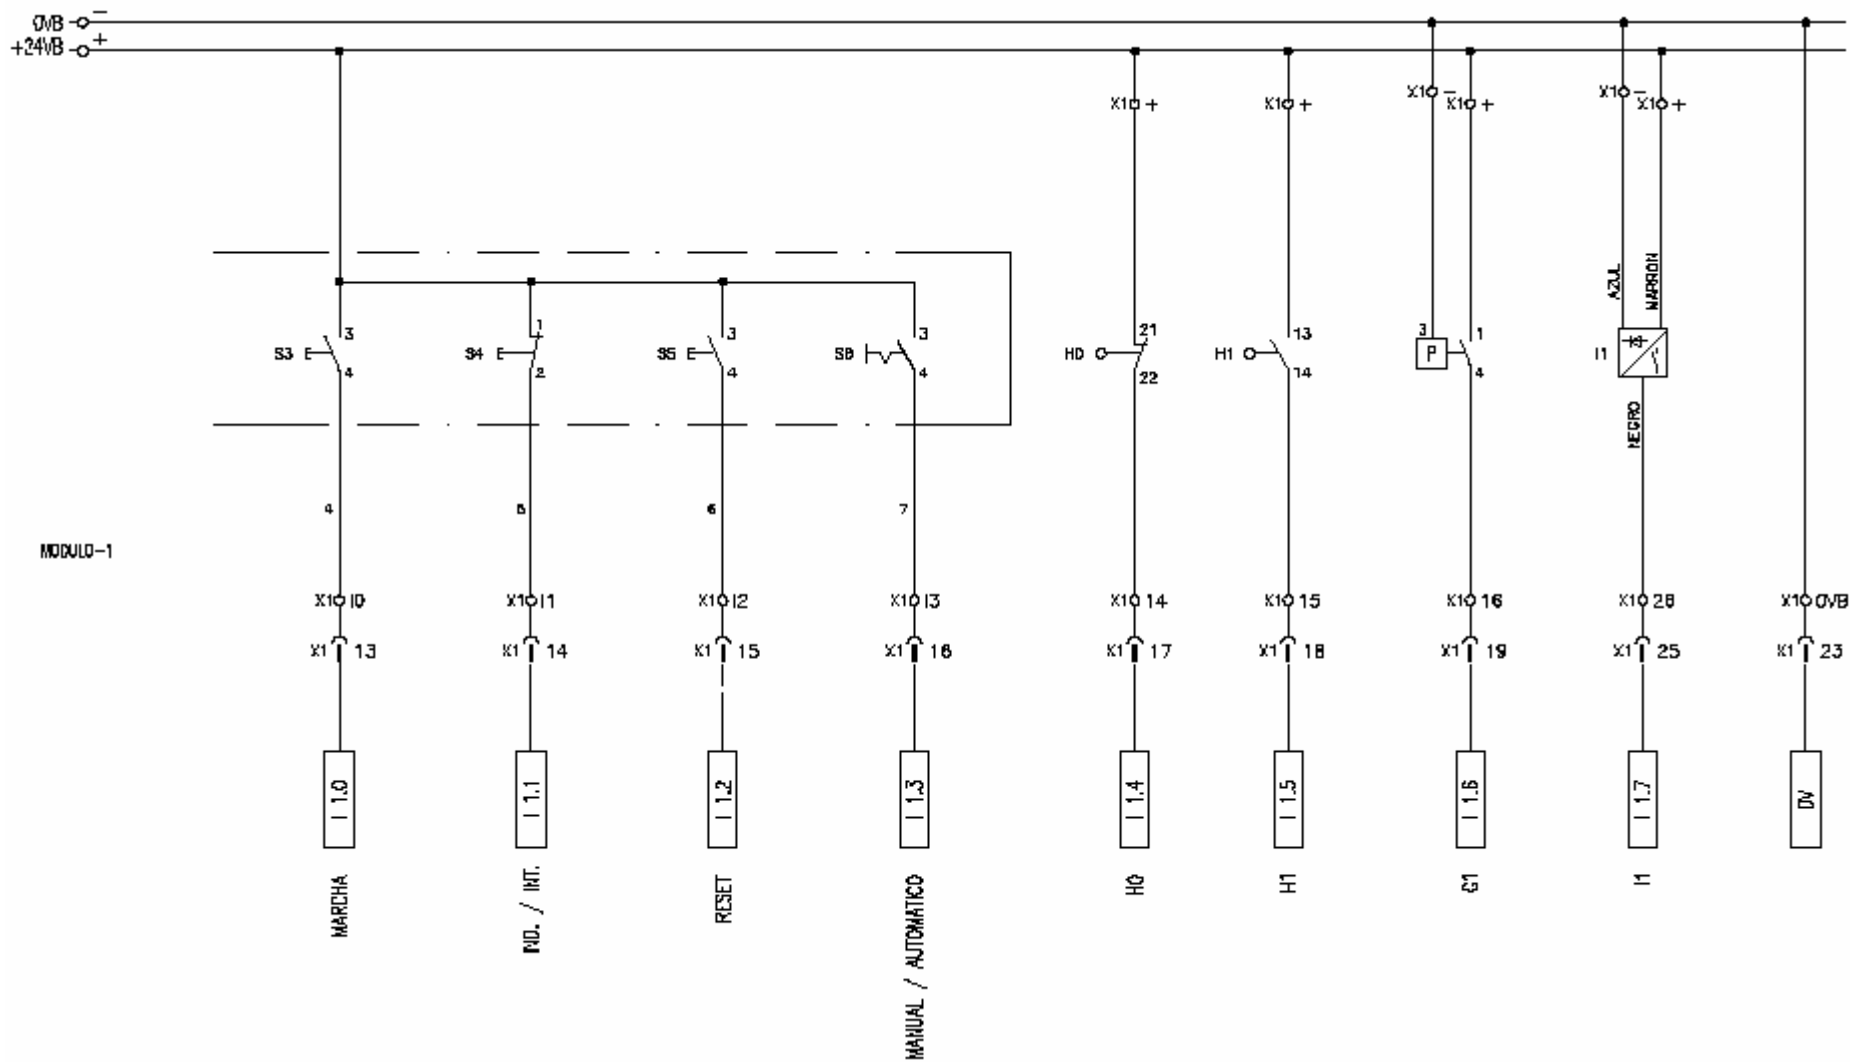 0VB -
+24VB +
X1 +
X1 +
X1 -
X1 +
X1 -
X1 +
AZUL
MARRON
S3
3
4
S4
1
2
S5
3
4
S6
3
4
H0
21
22
H1
13
14
3
P
1
4
I1
NEGRO
4
5
6
7
MODULO-1
X1 I0
X1 I1
X1 I2
X1 I3
X1 14
X1 15
X1 16
X1 26
X1 0VB
X1 13
X1 14
X1 15
X1 16
X1 17
X1 18
X1 19
X1 25
X1 23
I 1.0
I 1.1
I 1.2
I 1.3
I 1.4
I 1.5
I 1.6
I 1.7
0V
MARCHA
IND. / INT.
RESET
MANUAL / AUTOMATICO
H0
H1
G1
I1